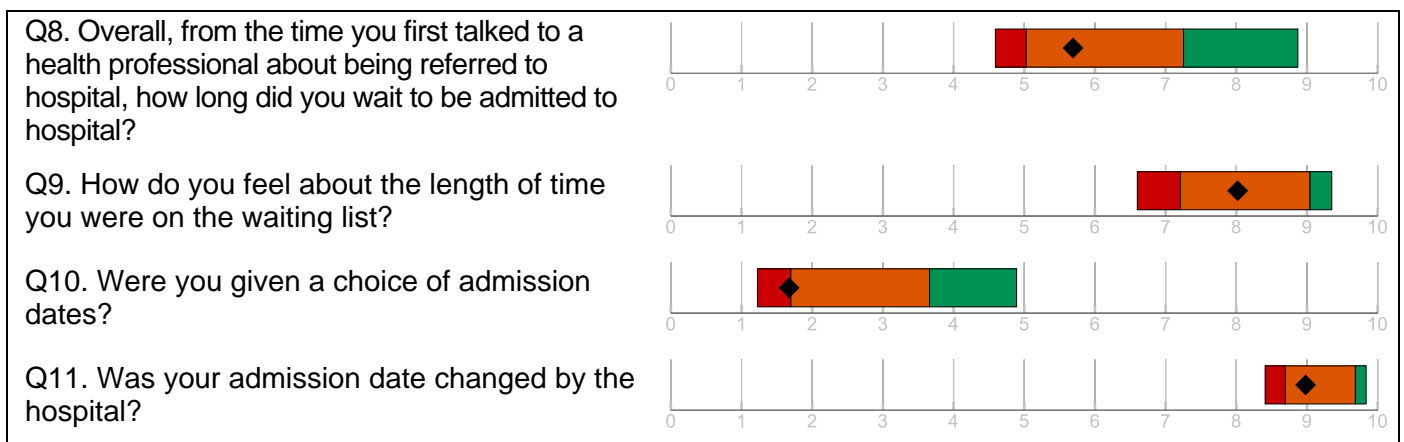 Q8. Overall, from the time you first talked to a
health professional about being referred to
hospital, how long did you wait to be admitted to
hospital?
0 1 2 3 4 5 6 7 8 9 10
Q9. How do you feel about the length of time
you were on the waiting list?
0 1 2 3 4 5 6 7 8 9 10
Q10. Were you given a choice of admission
dates?
0 1 2 3 4 5 6 7 8 9 10
Q11. Was your admission date changed by the
hospital?
0 1 2 3 4 5 6 7 8 9 10